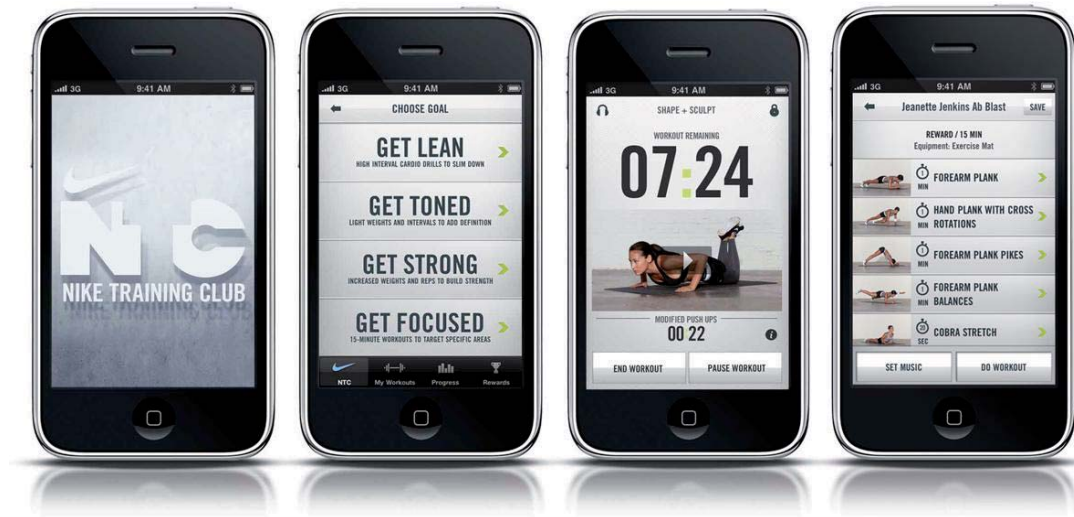 3G 9:41 AM
NTC
NIKE TRAINING CLUB
3G 9:41 AM
CHOOSE GOAL
GET LEAN
HIGH INTERVAL CARDIO DRILLS TO SLIM DOWN
GET TONED
LIGHT WEIGHTS AND INTERVALS TO ADD DEFINITION
GET STRONG
INCREASED WEIGHTS AND REPS TO BUILD STRENGTH
GET FOCUSED
15-MINUTE WORKOUTS TO TARGET SPECIFIC AREAS
NTC My Workouts Progress Rewards
3G 9:41 AM
SHAPE + SCULPT
WORKOUT REMAINING
07:24
MODIFIED PUSH UPS
00 22
END WORKOUT PAUSE WORKOUT
3G 9:41 AM
Jeanette Jenkins Ab Blast SAVE
REWARD / 15 MIN
Equipment: Exercise Mat
1 MIN FOREARM PLANK
1 MIN HAND PLANK WITH CROSS
ROTATIONS
1 MIN FOREARM PLANK PIKES
1 MIN FOREARM PLANK
BALANCES
SEC COBRA STRETCH
SET MUSIC DO WORKOUT